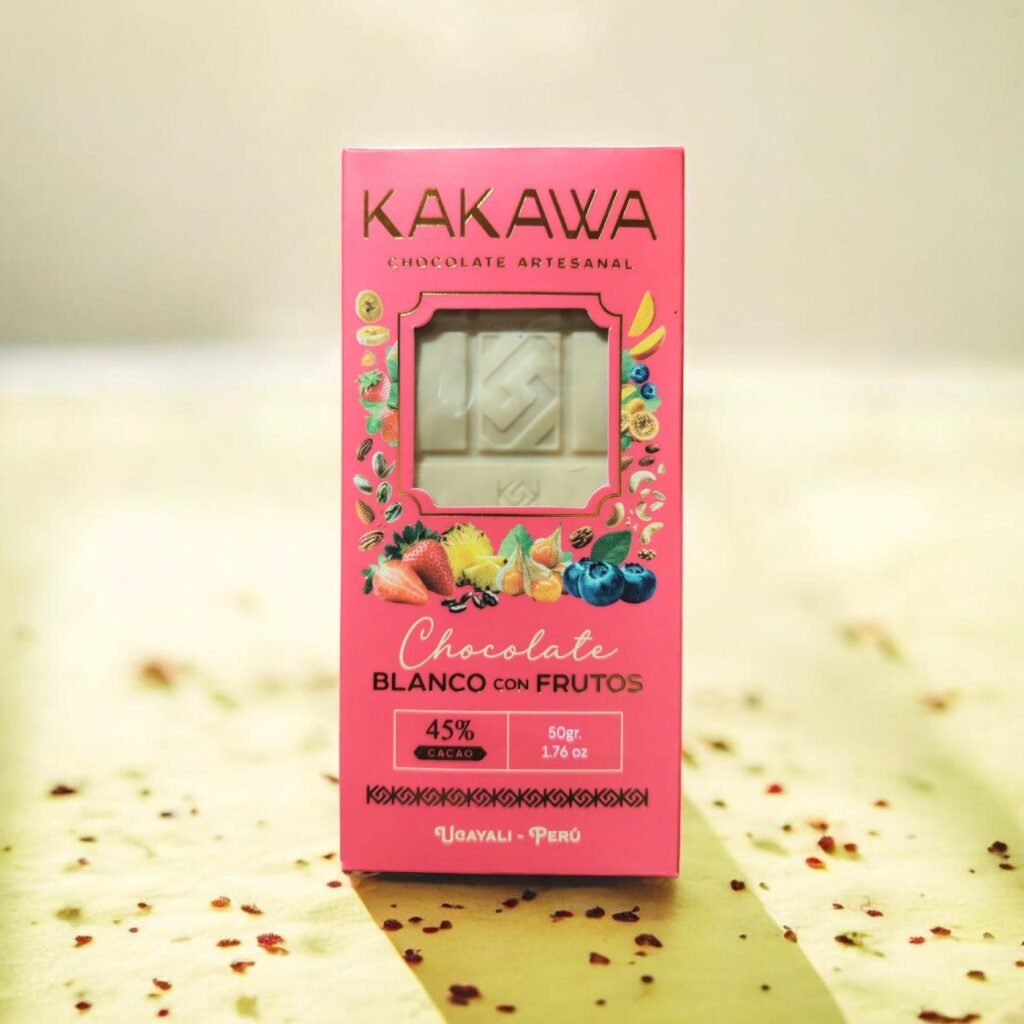 KAKAWA
CHOCOLATE ARTESANAL
Chocolate
BLANCO CON FRUTOS
45%
CACAO
50gr.
1.76 oz
UCAYALI - PERÚ